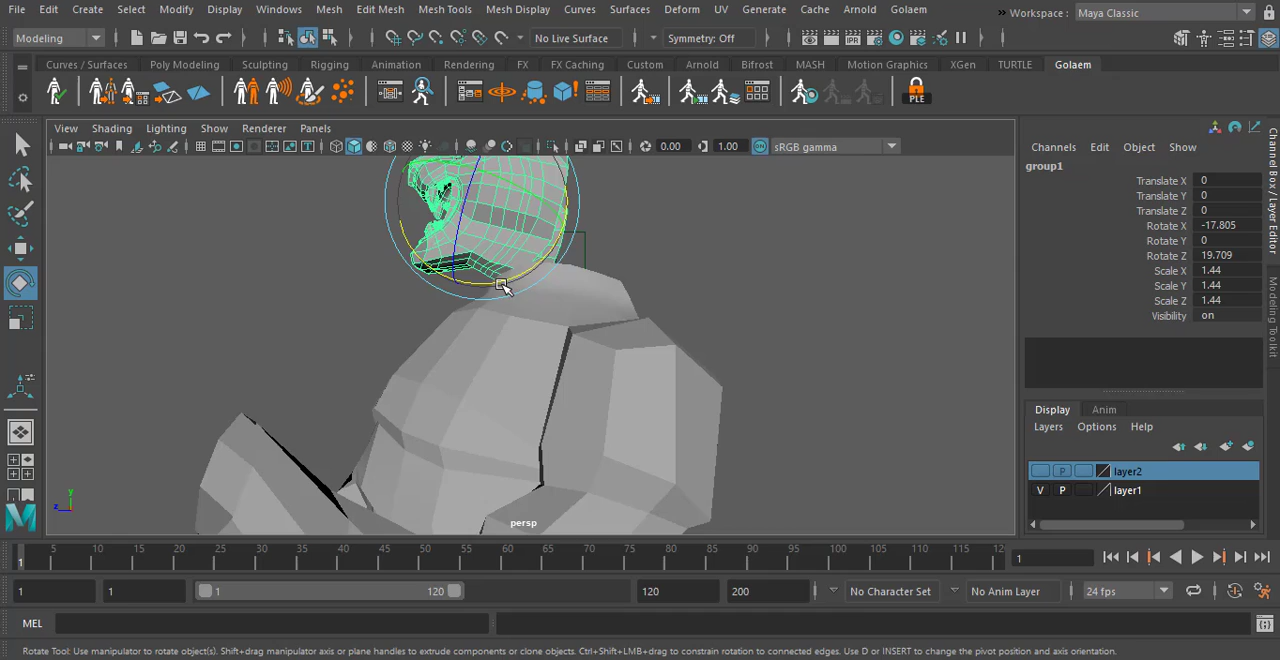 File Edit Create Select Modify Display Windows Mesh Edit Mesh Mesh Tools Mesh Display Curves Surfaces Deform UV Generate Cache Arnold Golaem
» Workspace : Maya Classic
Modeling No Live Surface Symmetry: Off
Curves / Surfaces Poly Modeling Sculpting Rigging Animation Rendering FX FX Caching Custom Arnold Bifrost MASH Motion Graphics XGen TURTLE Golaem
IPR PLE
View Shading Lighting Show Renderer Panels
0.00 1.00 ON sRGB gamma
Channels Edit Object Show
group1
Translate X 0
Translate Y 0
Translate Z 0
Rotate X -17.805
Rotate Y 0
Rotate Z 19.709
Scale X 1.44
Scale Y 1.44
Scale Z 1.44
Visibility on
Channel Box / Layer Editor
Modeling Toolkit
Display Anim
Layers Options Help
P layer2
V P layer1
y
z
persp
1 5 10 15 20 25 30 35 40 45 50 55 60 65 70 75 80 85 90 95 100 105 110 115 12
1
1 1 1 120 120 200 No Character Set No Anim Layer 24 fps
MEL
Rotate Tool: Use manipulator to rotate object(s). Shift+drag manipulator axis or plane handles to extrude components or clone objects. Ctrl+Shift+LMB+drag to constrain rotation to connected edges. Use D or INSERT to change the pivot position and axis orientation.